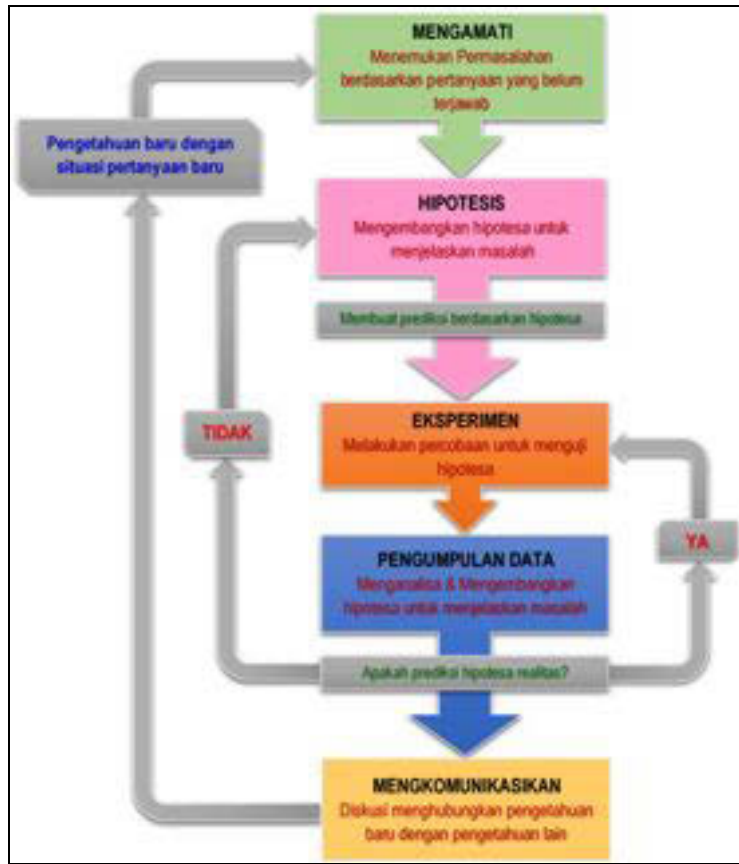 MENGAMATI
Menemukan Permasalahan
berdasarkan pertanyaan yang belum
terjawab
Pengetahuan baru dengan
situasi pertanyaan baru
HIPOTESIS
Mengembangkan hipotesa untuk
menjelaskan masalah
Membuat prediksi berdasarkan hipotesa
TIDAK
EKSPERIMEN
Melakukan percobaan untuk menguji
hipotesa
YA
PENGUMPULAN DATA
Menganalisa & Mengembangkan
hipotesa untuk menjelaskan masalah
Apakah prediksi hipotesa realitas?
MENGKOMUNIKASIKAN
Diskusi menghubungkan pengetahuan
baru dengan pengetahuan lain